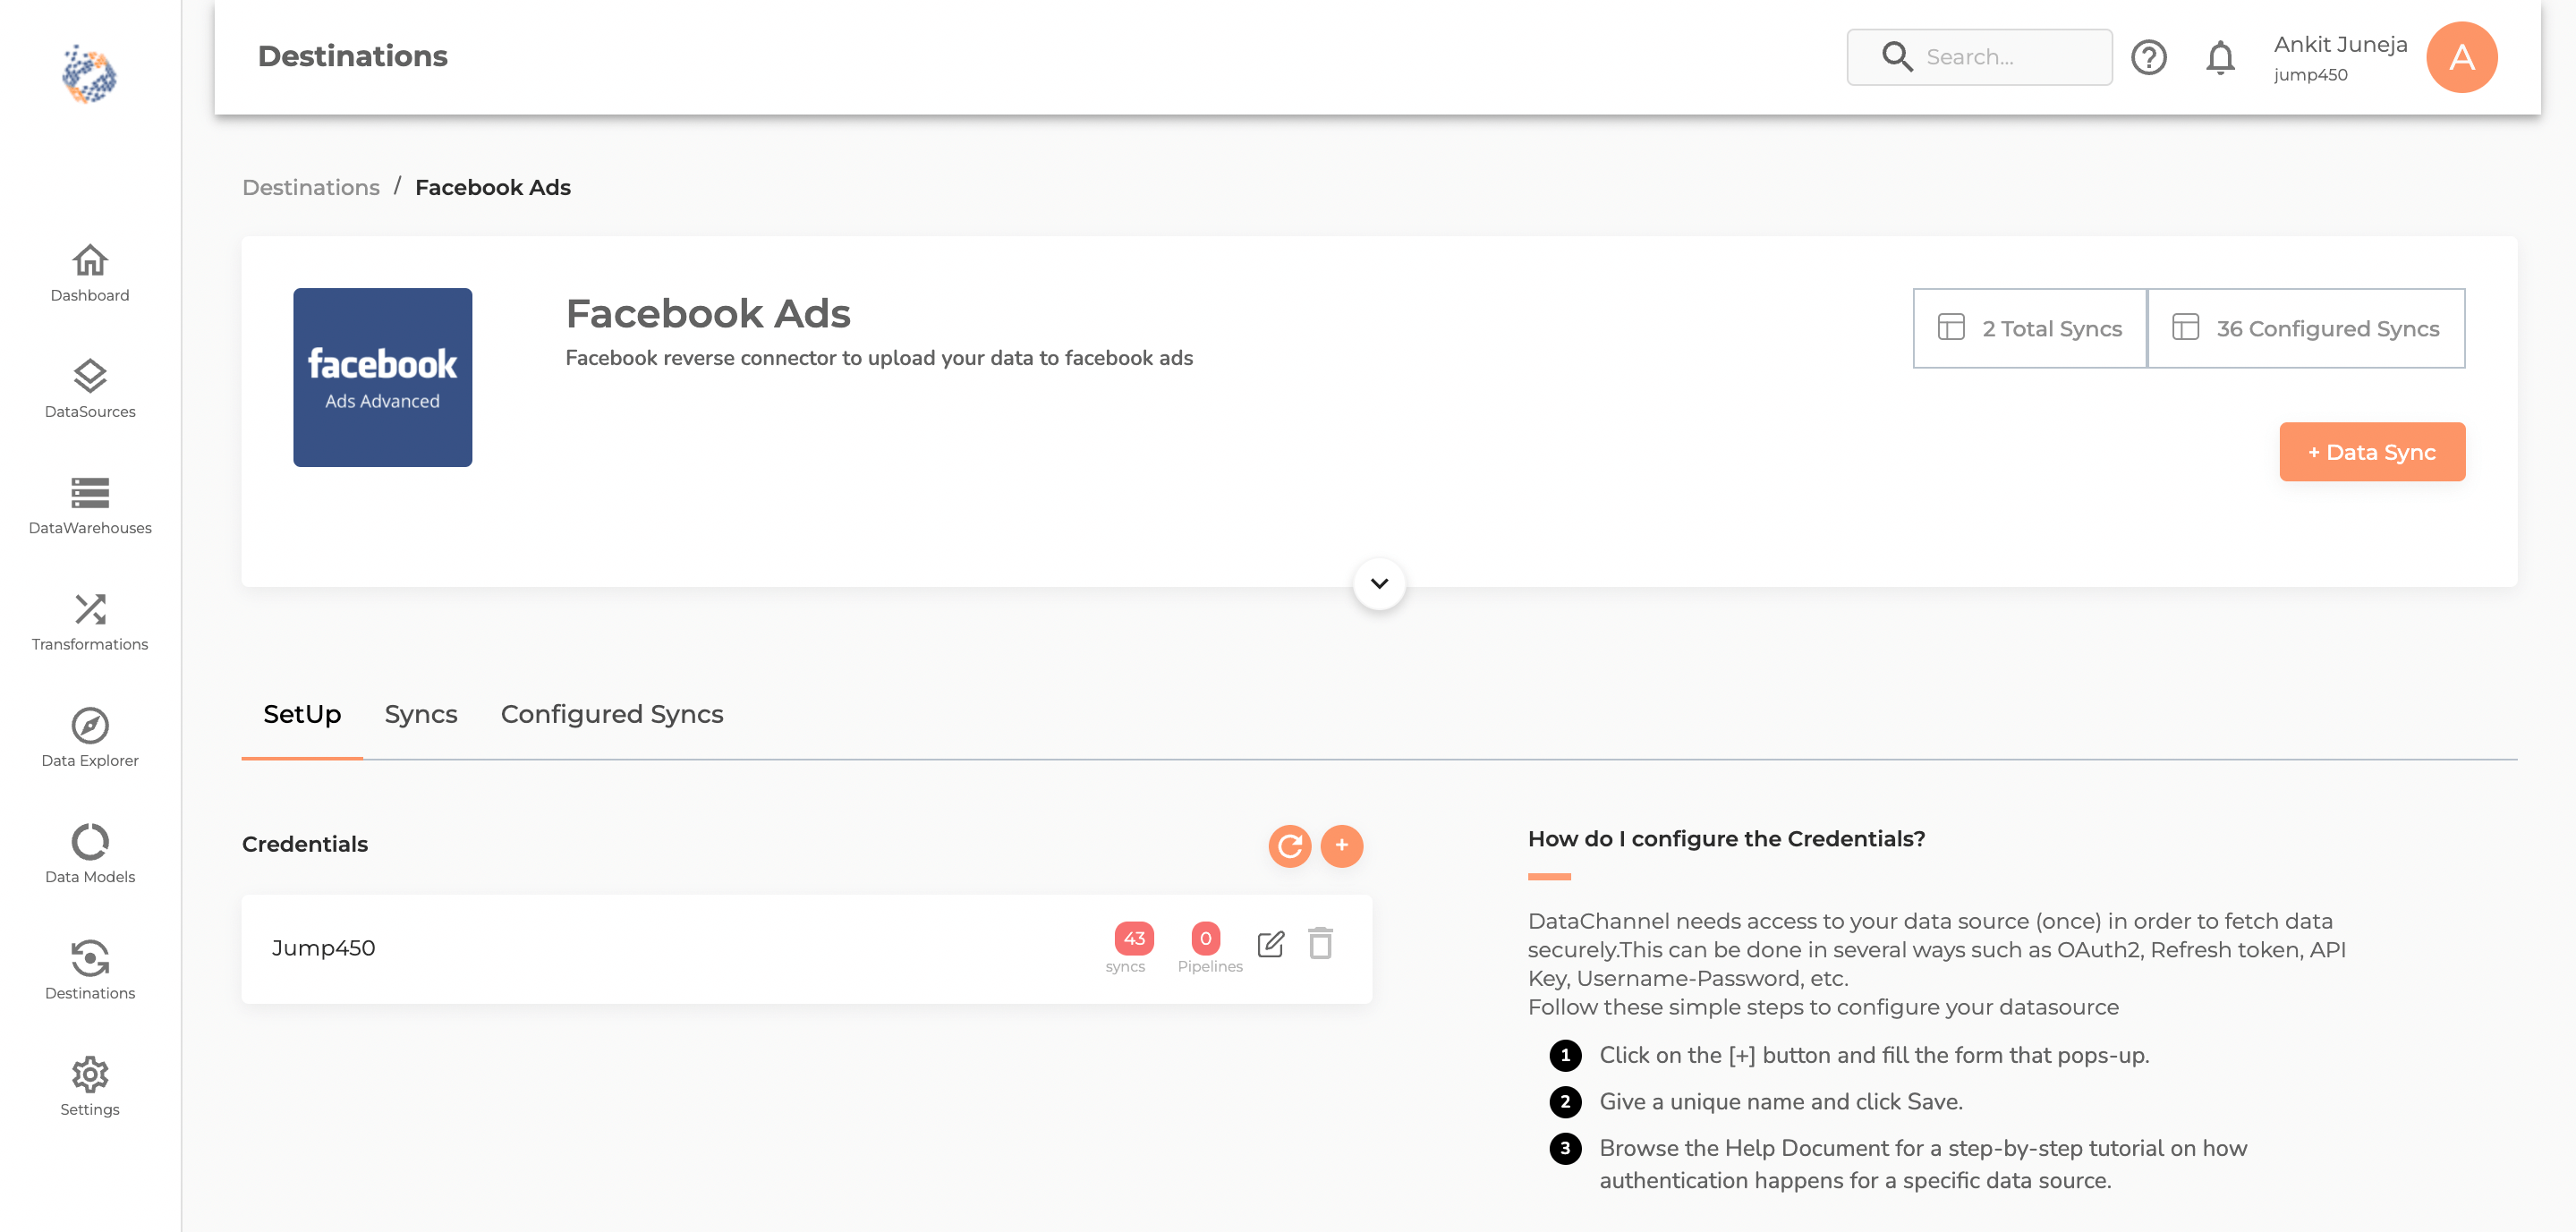 Destinations
Search...
Ankit Juneja
jump450
A
Destinations / Facebook Ads
Dashboard
DataSources
DataWarehouses
Transformations
Data Explorer
Data Models
Destinations
Settings
facebook
Ads Advanced
Facebook Ads
Facebook reverse connector to upload your data to facebook ads
2 Total Syncs
36 Configured Syncs
+ Data Sync
SetUp
Syncs
Configured Syncs
Credentials
+
Jump450
43
syncs
0
Pipelines
How do I configure the Credentials?
DataChannel needs access to your data source (once) in order to fetch data
securely.This can be done in several ways such as OAuth2, Refresh token, API
Key, Username-Password, etc.
Follow these simple steps to configure your datasource
1 Click on the [+] button and fill the form that pops-up.
2 Give a unique name and click Save.
3 Browse the Help Document for a step-by-step tutorial on how
authentication happens for a specific data source.